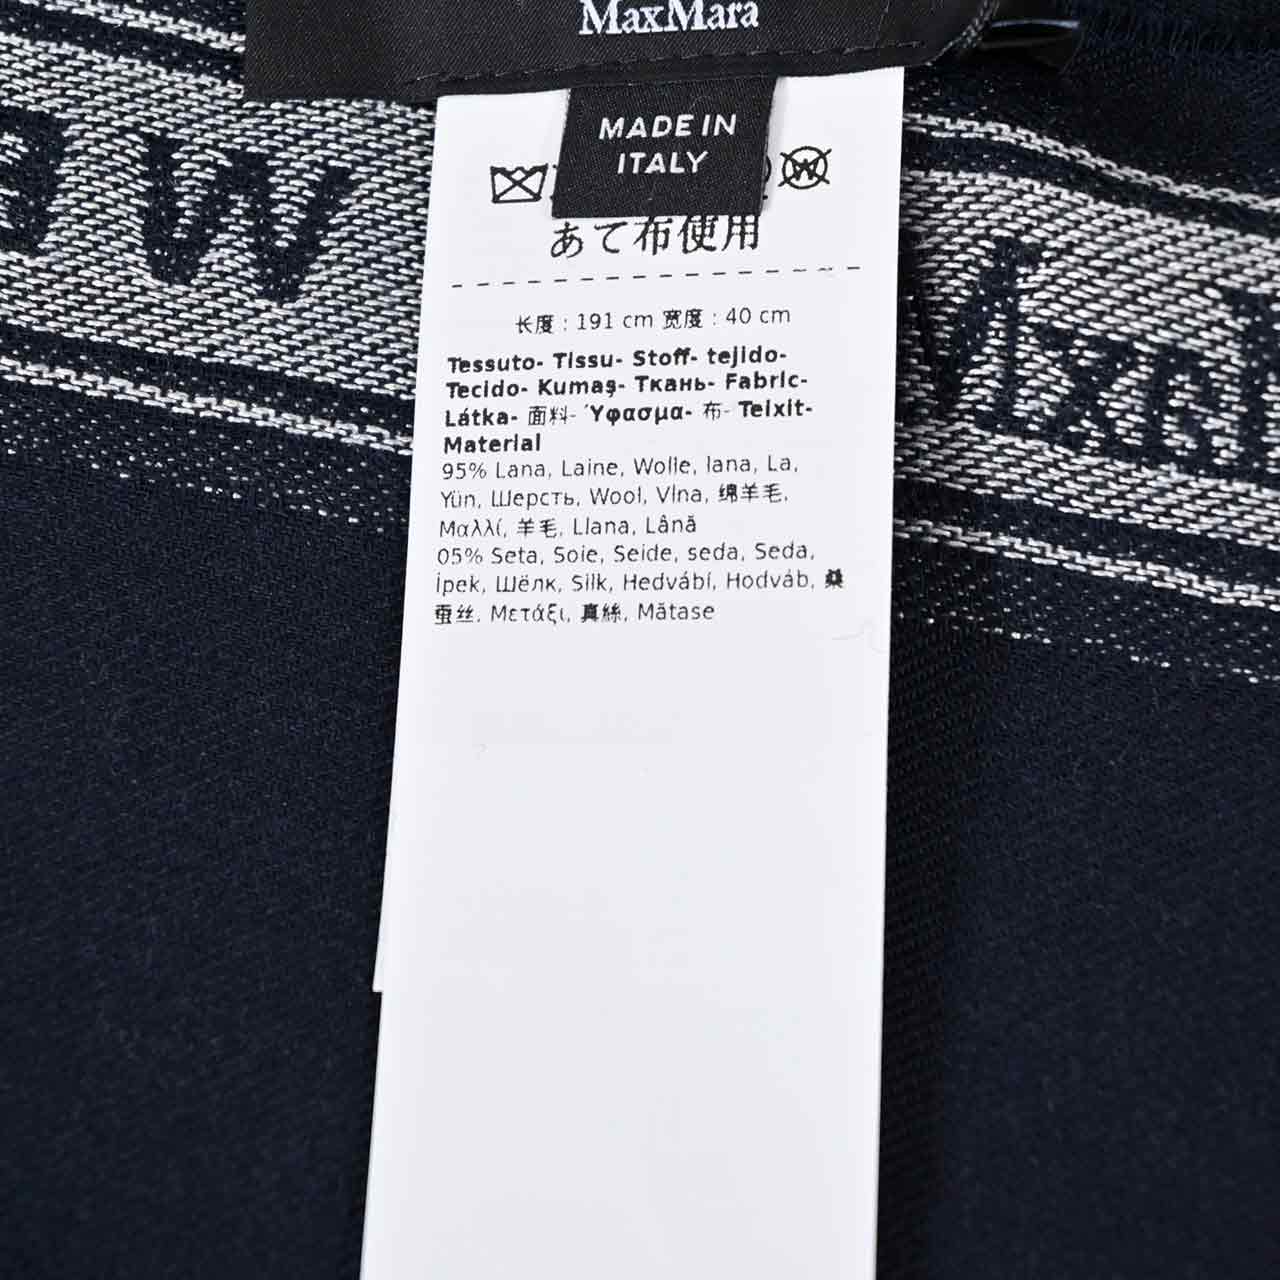 MaxMara
MADE IN
ITALY
W
あて布使用
长度 : 191 cm 宽度 : 40 cm
Tessuto- Tissu- Stoff- tejido-
Tecido- Kumaş- Ткань- Fabric-
Látka- 面料- Ύφασμα- 布- Teixit-
Material
95% Lana, Laine, Wolle, lana, La,
Yün, Шерсть, Wool, Vlna, 绵羊毛,
Μαλλί, 羊毛, Llana, Lână
05% Seta, Soie, Seide, seda, Seda,
İpek, Шёлк, Silk, Hedvábí, Hodváb, 桑
蚕丝, Μετάξι, 真絲, Mătase